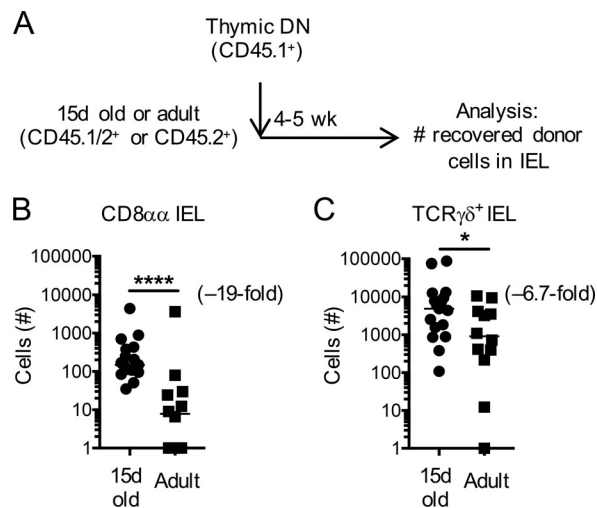 A
Thymic DN
(CD45.1+)
15d old or adult
(CD45.1/2+ or CD45.2+)
4-5 wk
Analysis:
# recovered donor
cells in IEL
B
CD8αα IEL
****
(–19-fold)
Cells (#)
100000
10000
1000
100
10
1
15d
old
Adult
C
TCRγδ+ IEL
*
(–6.7-fold)
Cells (#)
100000
10000
1000
100
10
1
15d
old
Adult